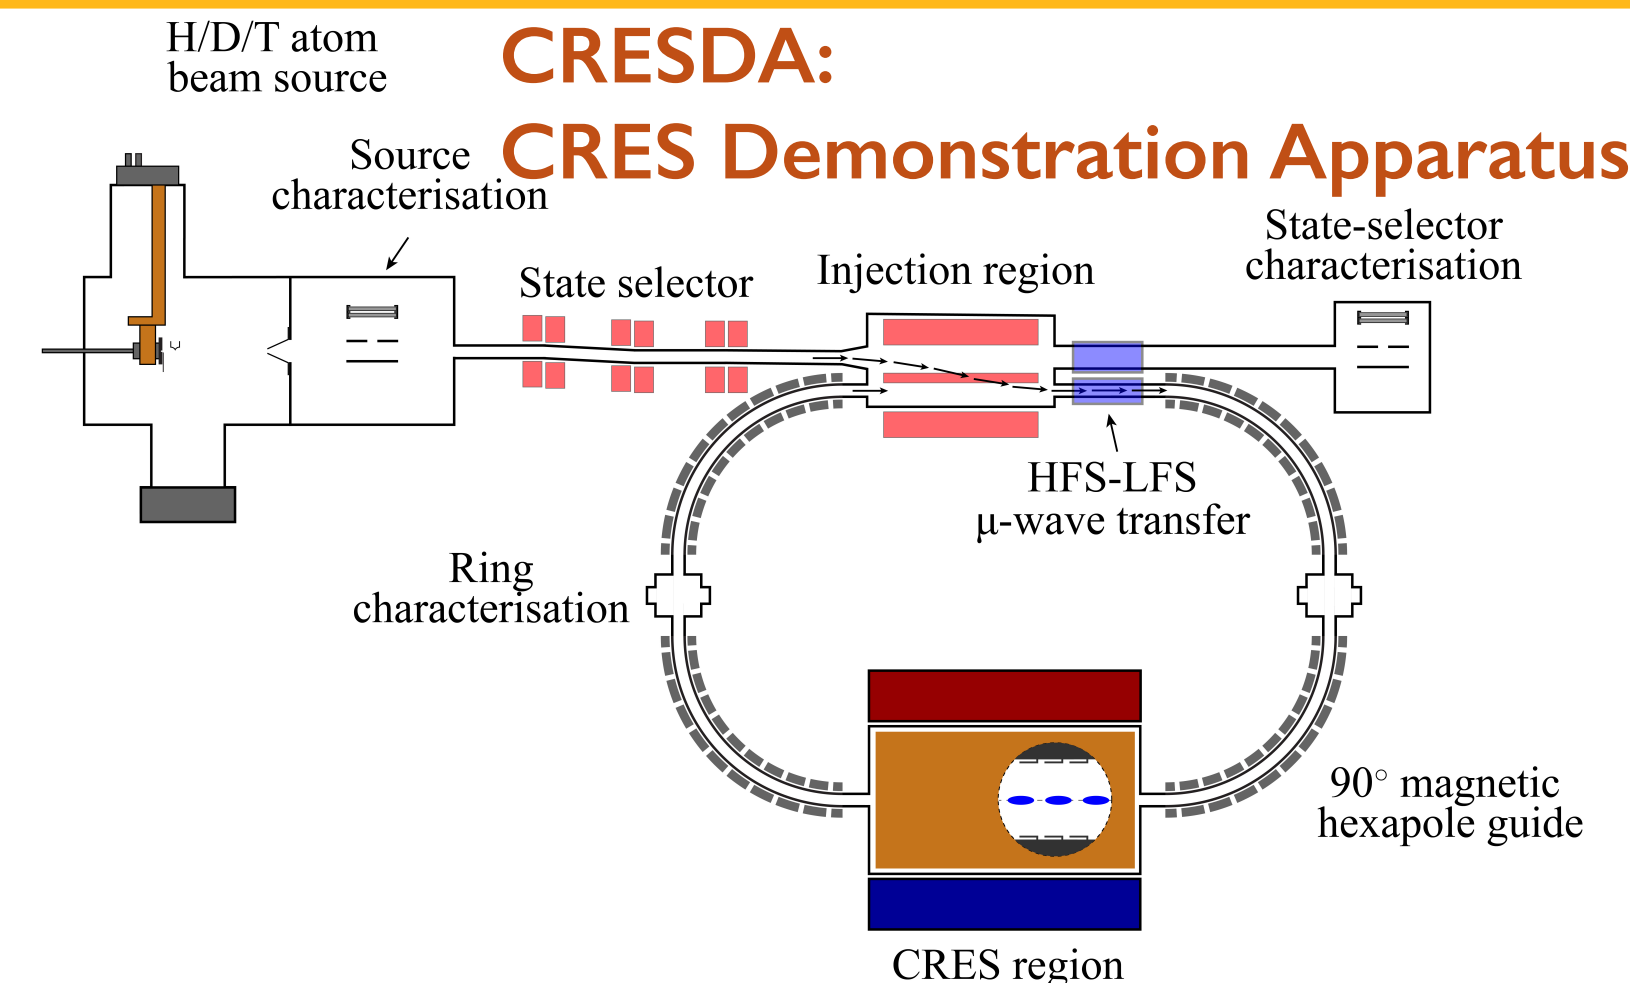 H/D/T atom
beam source
CRESDA:
CRES Demonstration Apparatus
Source
characterisation
State selector
Injection region
State-selector
characterisation
HFS-LFS
μ-wave transfer
Ring
characterisation
90° magnetic
hexapole guide
CRES region